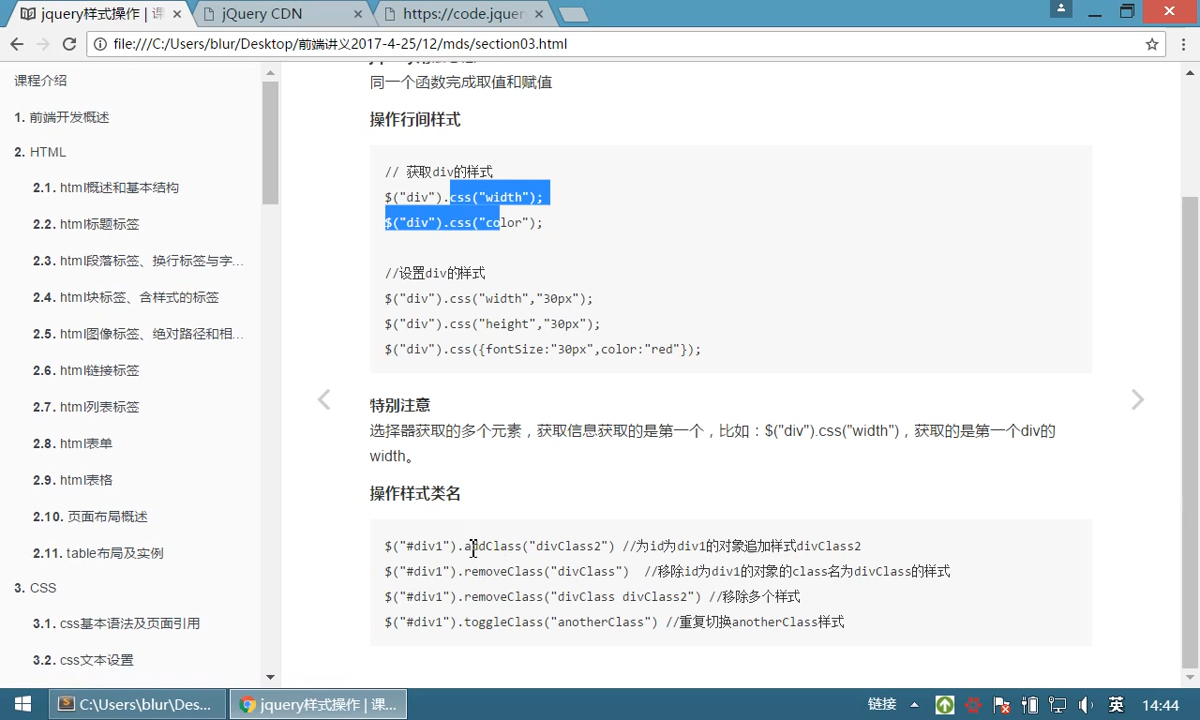 jquery样式操作 | 课
jQuery CDN
https://code.jquer
file:///C:/Users/blur/Desktop/前端讲义2017-4-25/12/mds/section03.html
课程介绍
1. 前端开发概述
2. HTML
2.1. html概述和基本结构
2.2. html标题标签
2.3. html段落标签、换行标签与字...
2.4. html块标签、含样式的标签
2.5. html图像标签、绝对路径和相...
2.6. html链接标签
2.7. html列表标签
2.8. html表单
2.9. html表格
2.10. 页面布局概述
2.11. table布局及实例
3. CSS
3.1. css基本语法及页面引用
3.2. css文本设置
同一个函数完成取值和赋值
操作行间样式
// 获取div的样式
$("div").css("width");
$("div").css("color");
//设置div的样式
$("div").css("width","30px");
$("div").css("height","30px");
$("div").css({fontSize:"30px",color:"red"});
特别注意
选择器获取的多个元素，获取信息获取的是第一个，比如：$("div").css("width")，获取的是第一个div的
width。
操作样式类名
$("#div1").addClass("divClass2") //为id为div1的对象追加样式divClass2
$("#div1").removeClass("divClass")  //移除id为div1的对象的class名为divClass的样式
$("#div1").removeClass("divClass divClass2") //移除多个样式
$("#div1").toggleClass("anotherClass") //重复切换anotherClass样式
C:\Users\blur\Des...
jquery样式操作 | 课...
链接
英
14:44